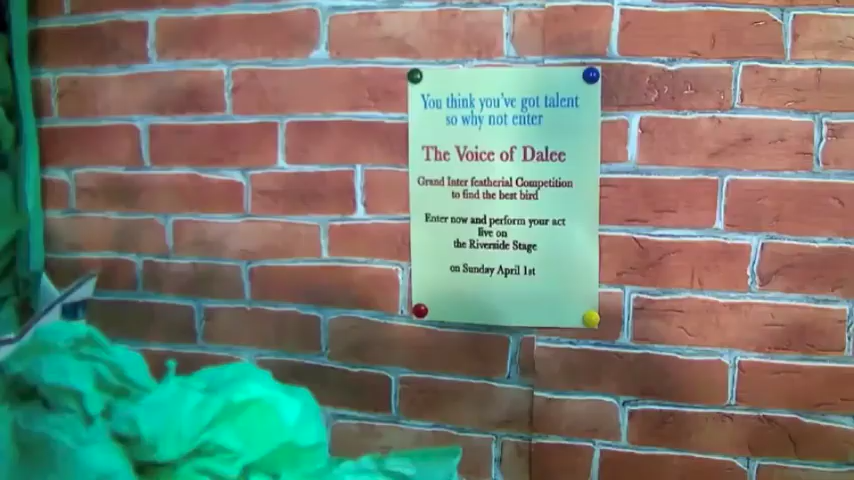 You think you've got talent
so why not enter
The Voice of Dalee
Grand Inter featherial Competition
to find the best bird
Enter now and perform your act
live on
the Riverside Stage
on Sunday April 1st